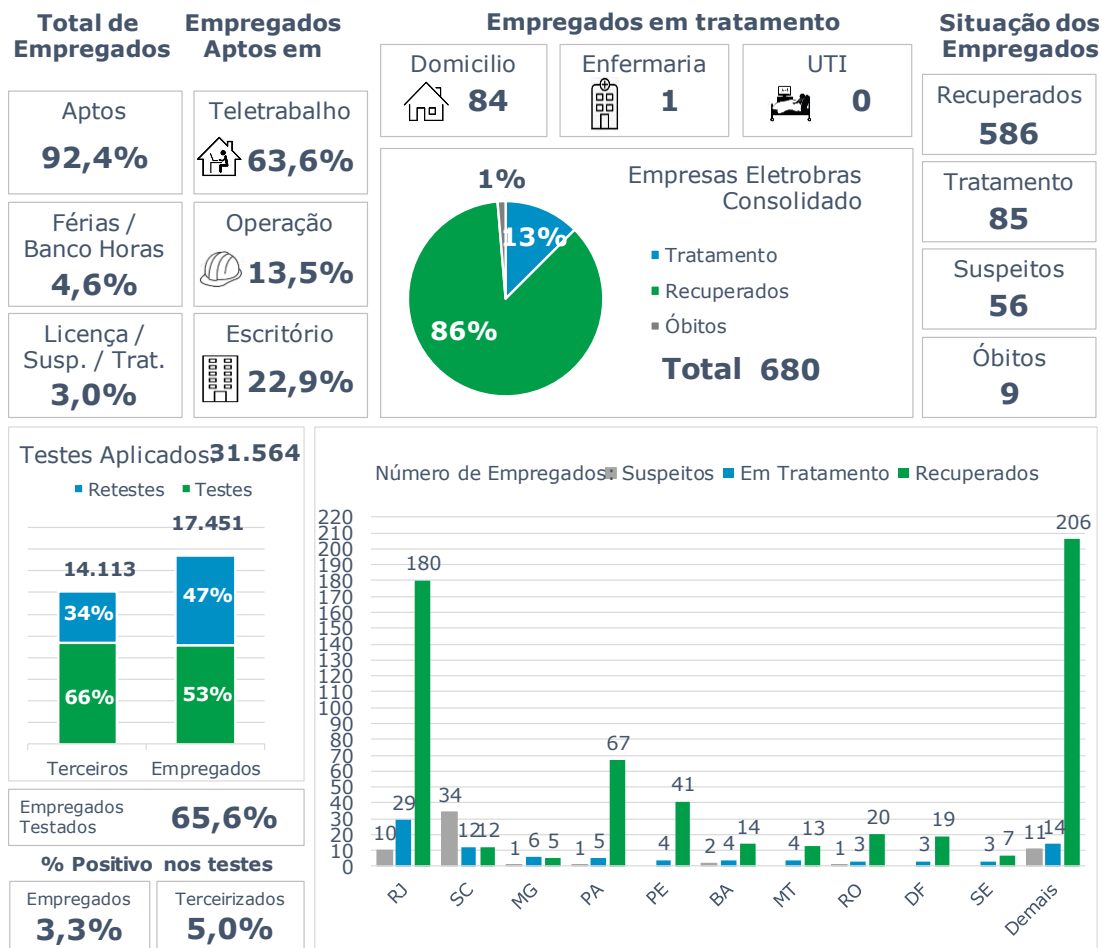 Total de
Empregados
Empregados
Aptos em
Empregados em tratamento
Situação dos
Empregados
Domicilio
84
Enfermaria
1
UTI
0
Aptos
92,4%
Teletrabalho
63,6%
Recuperados
586
Férias /
Banco Horas
4,6%
Operação
13,5%
Tratamento
85
Licença /
Susp. / Trat.
3,0%
Escritório
22,9%
Suspeitos
56
Óbitos
9
Empresas Eletrobras
Consolidado
1%
13%
86%
Tratamento
Recuperados
Óbitos
Total 680
Testes Aplicados: 31.564
Retestes Testes
17.451
14.113
47%
34%
66%
53%
Terceiros Empregados
Empregados
Testados
65,6%
% Positivo nos testes
Empregados
3,3%
Terceirizados
5,0%
Número de Empregados: Suspeitos Em Tratamento Recuperados
220
210
200
190
180
170
160
150
140
130
120
110
100
90
80
70
60
50
40
30
20
10
0
10 29 180
34 12 12
1 6 5
1 5 67
4 41
2 4 14
4 13
1 3 20
3 19
3 7
11 14 206
RJ SC MG PA PE BA MT RO DF SE Demais